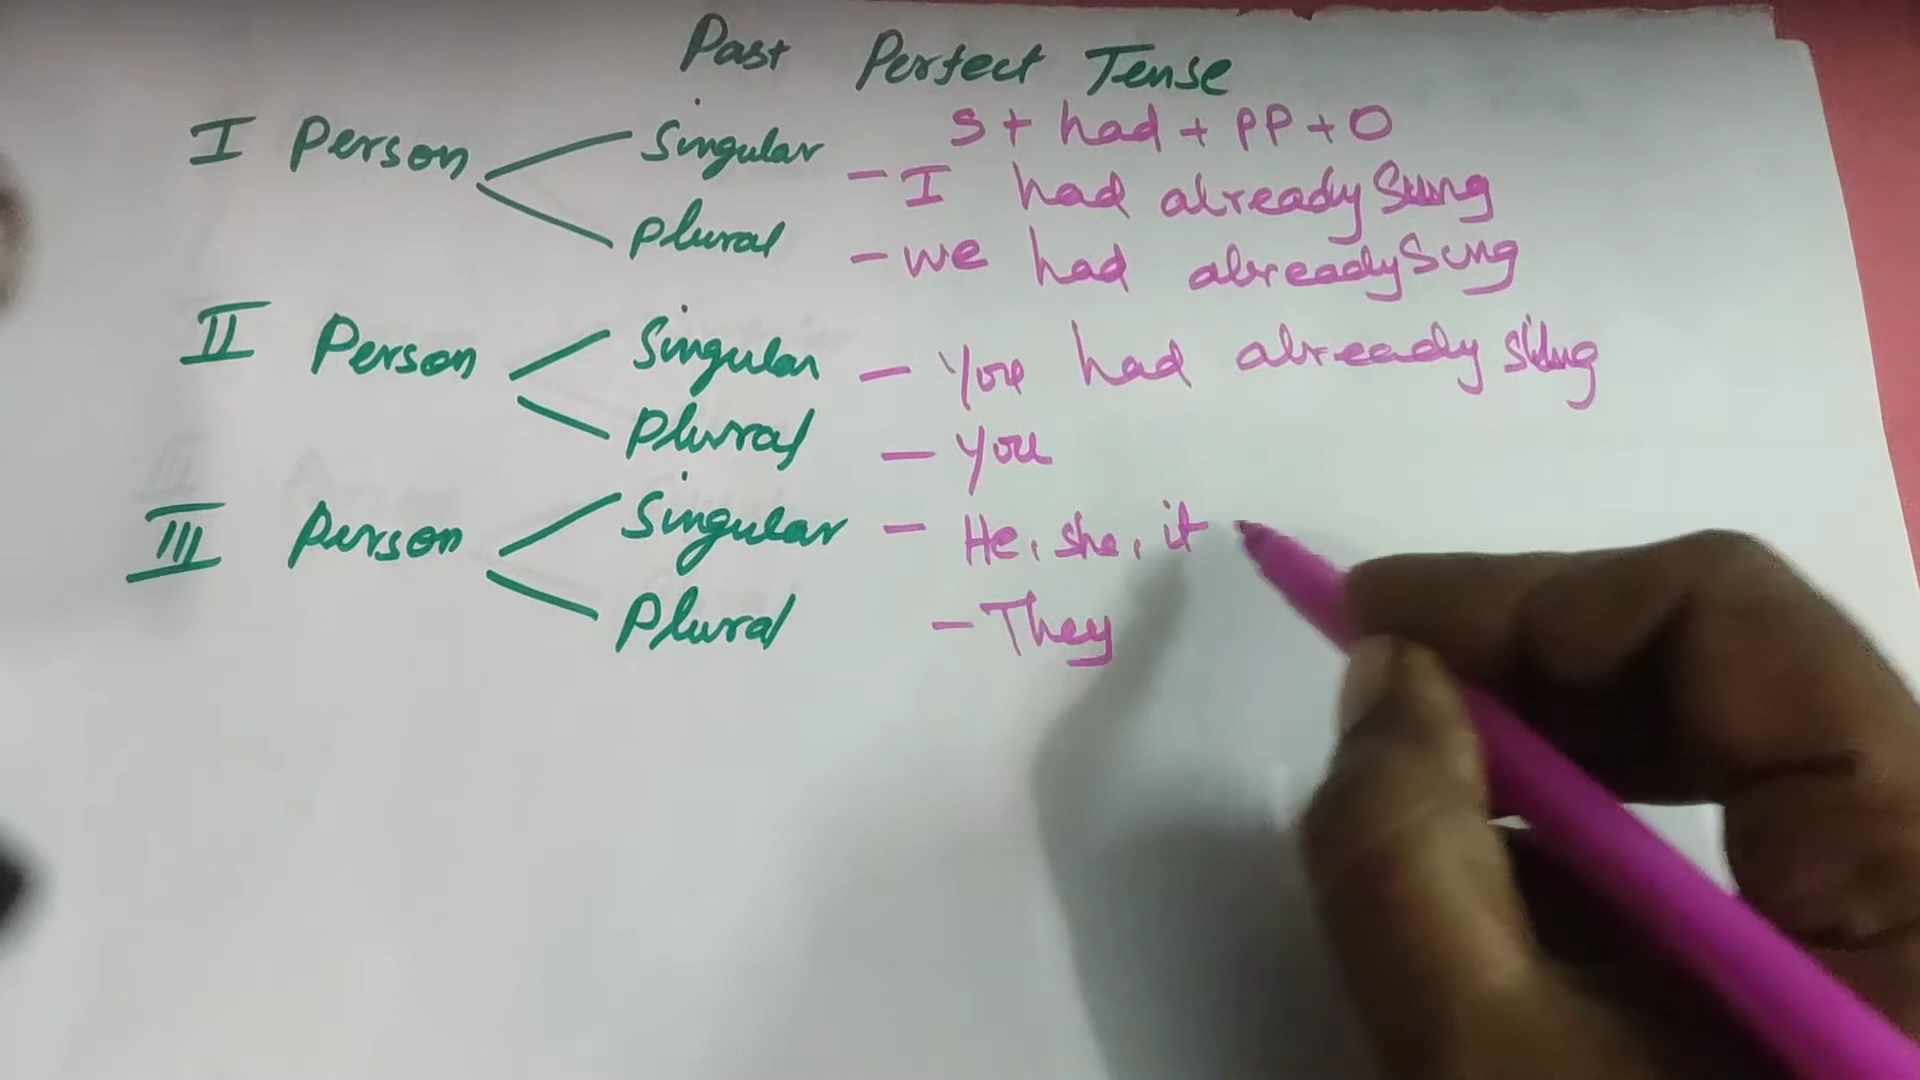 Past Perfect Tense
S + had + PP + O
I Person Singular - I had already Sung
Plural - we had already Sung
II Person Singular - You had already sung
Plural - You
III Person Singular - He, she, it
Plural - They